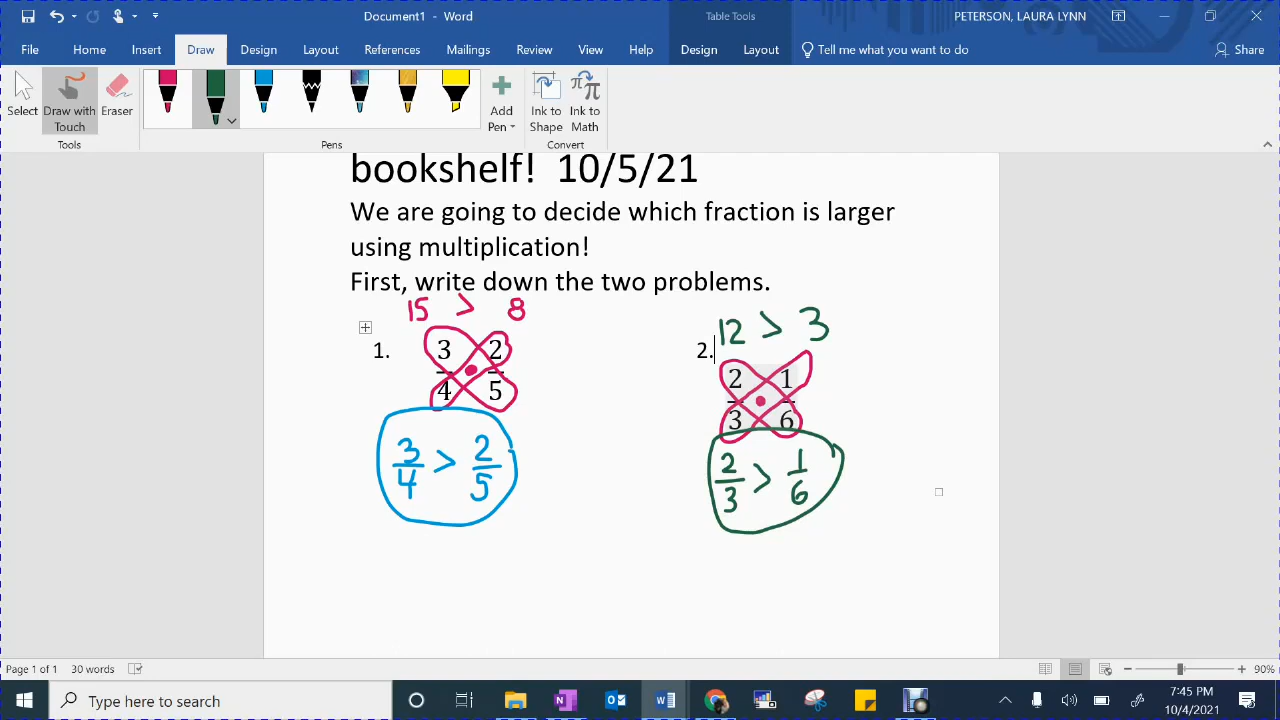 Document1 - Word
Table Tools
PETERSON, LAURA LYNN
File Home Insert Draw Design Layout References Mailings Review View Help Design Layout Tell me what you want to do Share
Select Draw with Touch Eraser Add Pen Ink to Shape Ink to Math
Tools Pens Convert
bookshelf! 10/5/21
We are going to decide which fraction is larger
using multiplication!
First, write down the two problems.
15 > 8
12 > 3
1. 3/4 2/5
2. 2/3 1/6
3/4 > 2/5
2/3 > 1/6
Page 1 of 1 30 words 90%
Type here to search
7:45 PM
10/4/2021